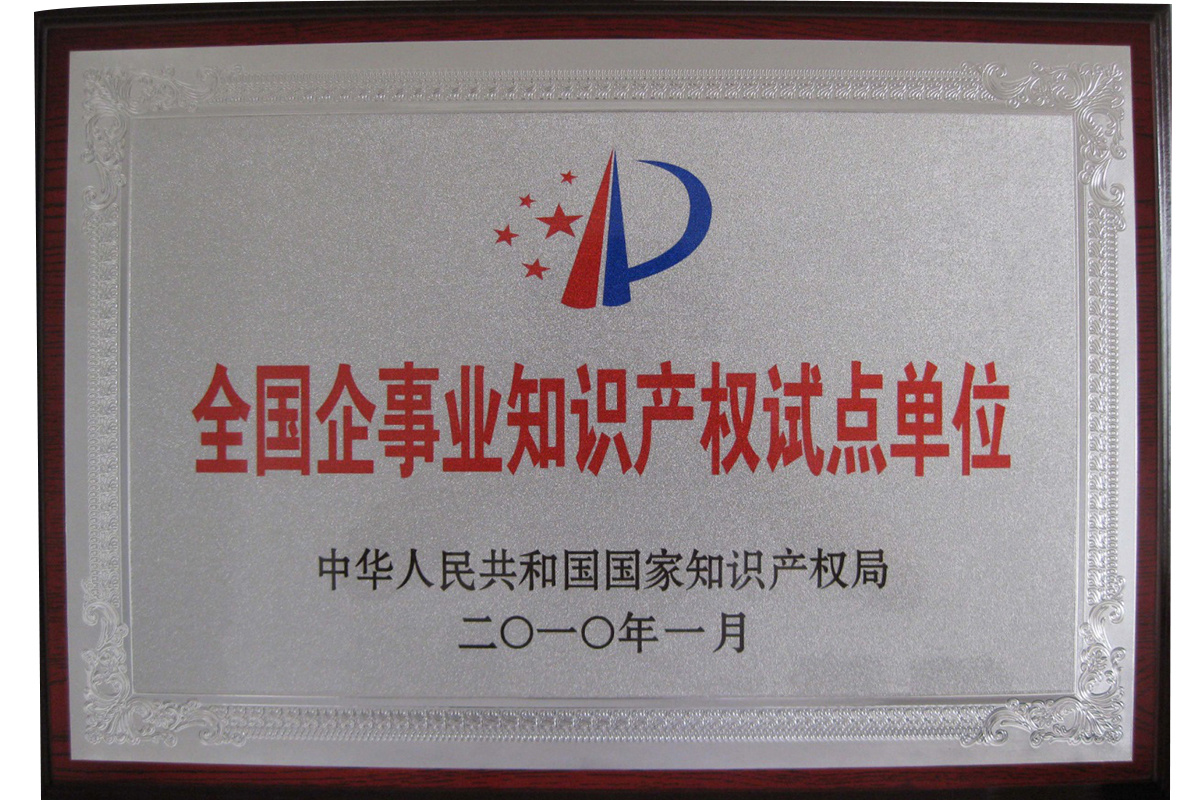 全国企事业知识产权试点单位
中华人民共和国国家知识产权局
二〇一〇年一月